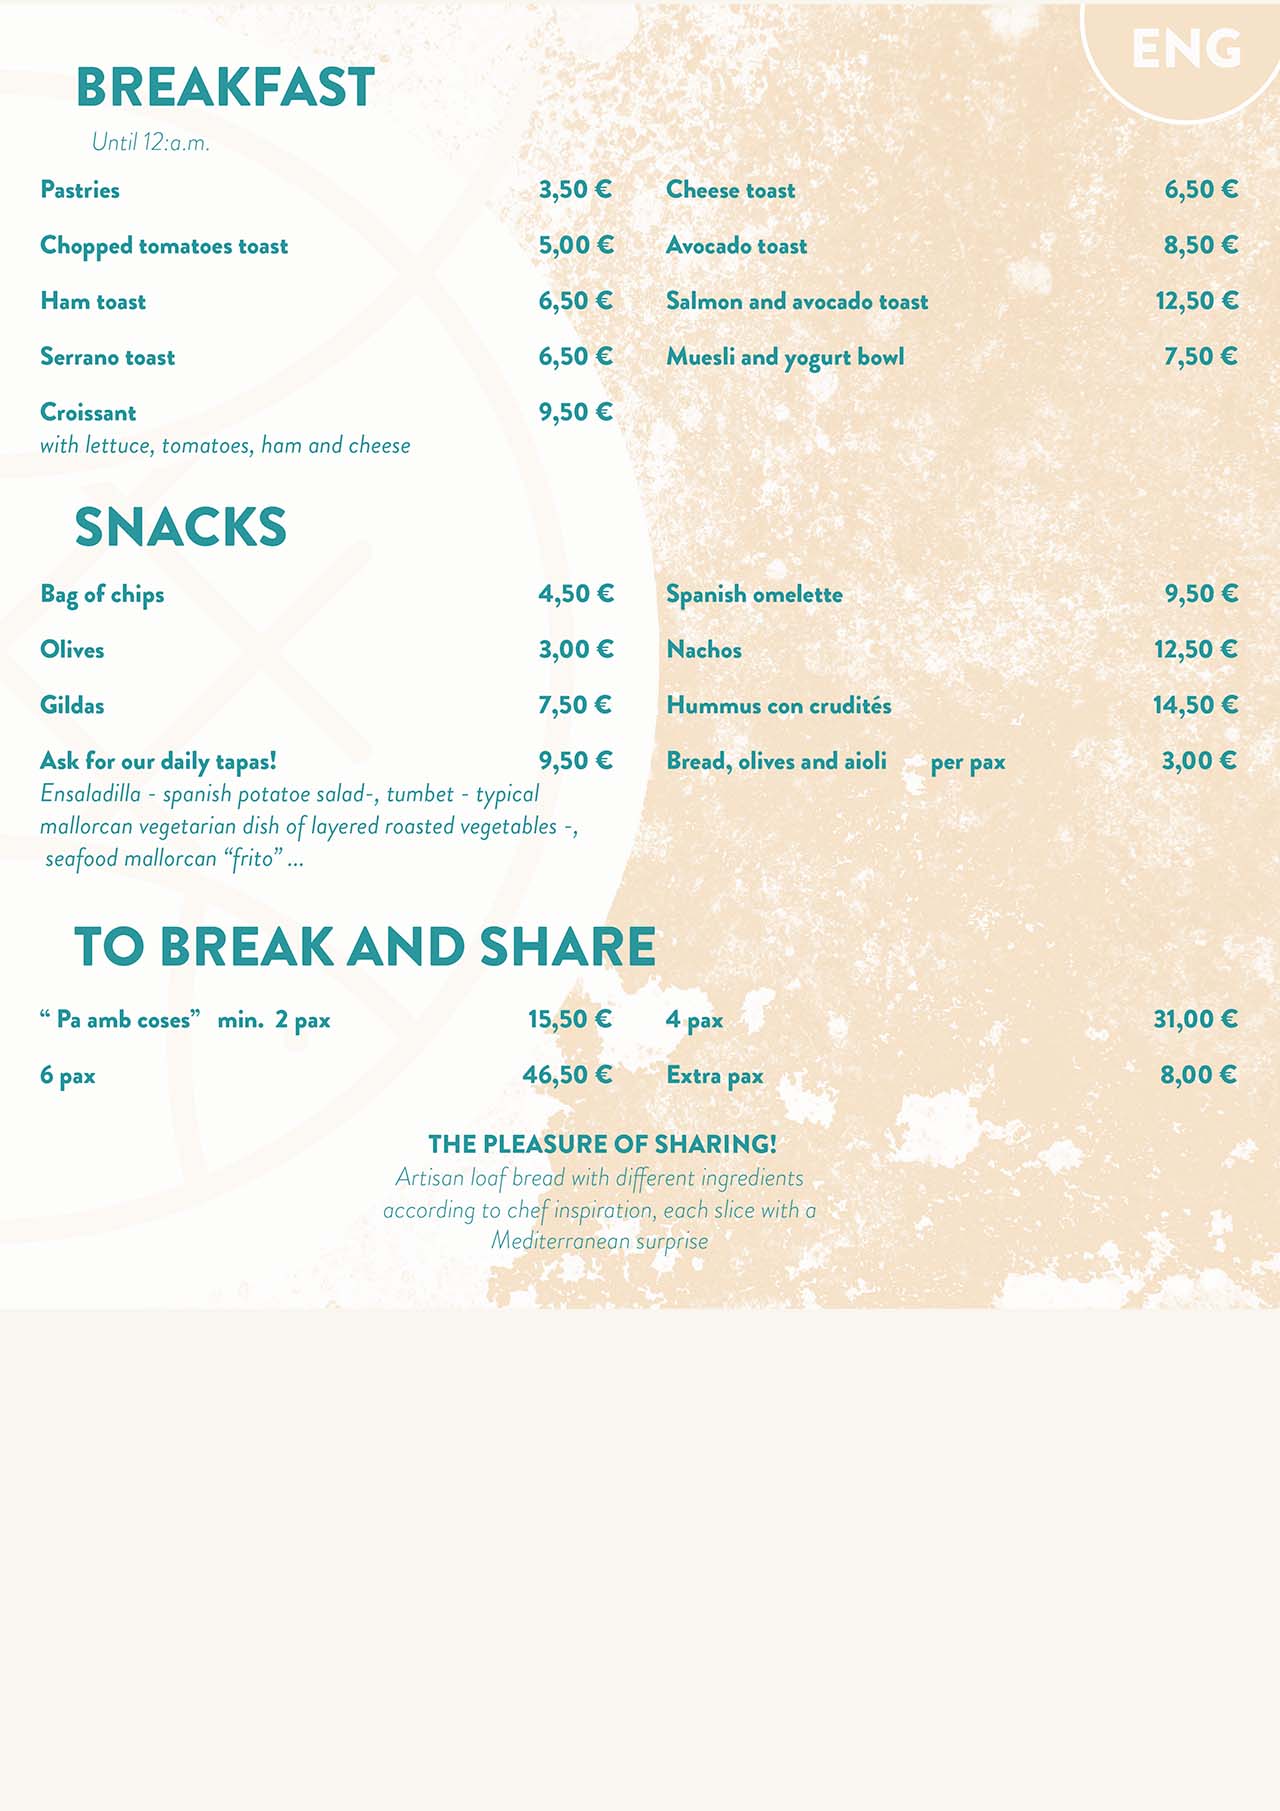 ENG
BREAKFAST
Until 12:a.m.
Pastries 3,50 €
Chopped tomatoes toast 5,00 €
Ham toast 6,50 €
Serrano toast 6,50 €
Croissant 9,50 €
with lettuce, tomatoes, ham and cheese
Cheese toast 6,50 €
Avocado toast 8,50 €
Salmon and avocado toast 12,50 €
Muesli and yogurt bowl 7,50 €
SNACKS
Bag of chips 4,50 €
Olives 3,00 €
Gildas 7,50 €
Ask for our daily tapas! 9,50 €
Ensaladilla - spanish potatoe salad-, tumbet - typical
mallorcan vegetarian dish of layered roasted vegetables -,
seafood mallorcan “frito” ...
Spanish omelette 9,50 €
Nachos 12,50 €
Hummus con crudités 14,50 €
Bread, olives and aioli per pax 3,00 €
TO BREAK AND SHARE
“ Pa amb coses” min. 2 pax 15,50 €
6 pax 46,50 €
4 pax 31,00 €
Extra pax 8,00 €
THE PLEASURE OF SHARING!
Artisan loaf bread with different ingredients
according to chef inspiration, each slice with a
Mediterranean surprise